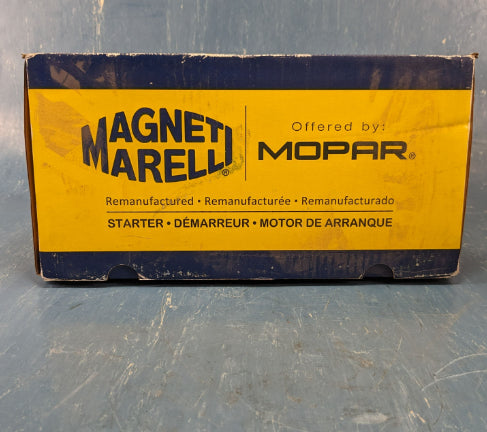 MAGNETI
MARELLI®
Offered by:
MOPAR®
Remanufactured • Remanufacturée • Remanufacturado
STARTER • DÉMARREUR • MOTOR DE ARRANQUE